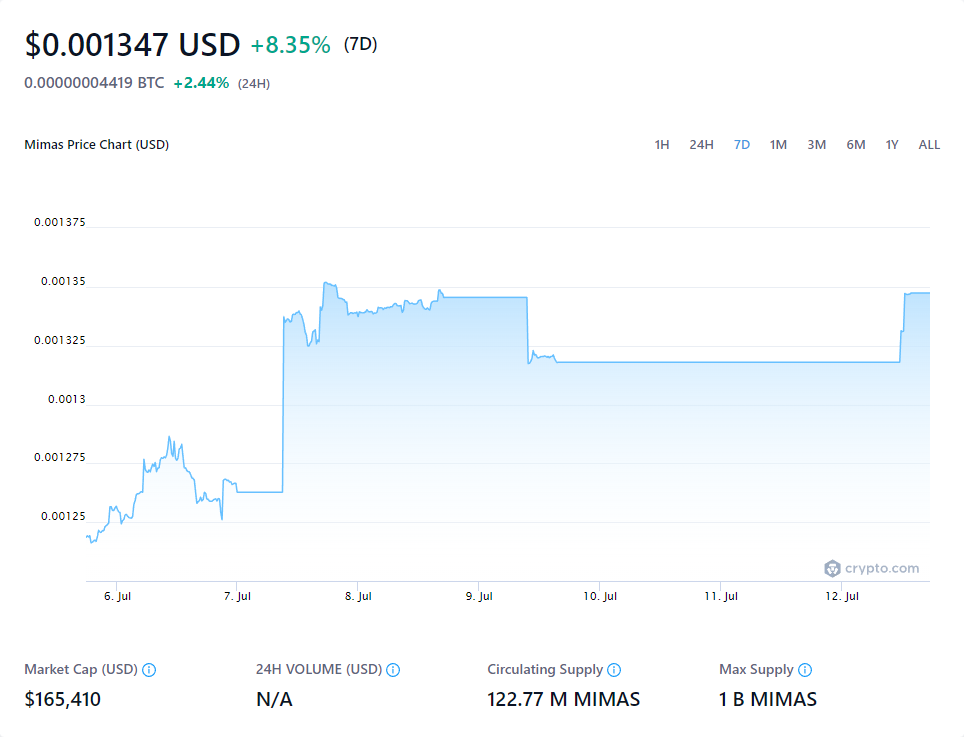 $0.001347 USD +8.35% (7D)
0.00000004419 BTC +2.44% (24H)
Mimas Price Chart (USD)
1H 24H 7D 1M 3M 6M 1Y ALL
0.001375
0.00135
0.001325
0.0013
0.001275
0.00125
crypto.com
6. Jul 7. Jul 8. Jul 9. Jul 10. Jul 11. Jul 12. Jul
Market Cap (USD) 24H VOLUME (USD) Circulating Supply Max Supply
$165,410 N/A 122.77 M MIMAS 1 B MIMAS